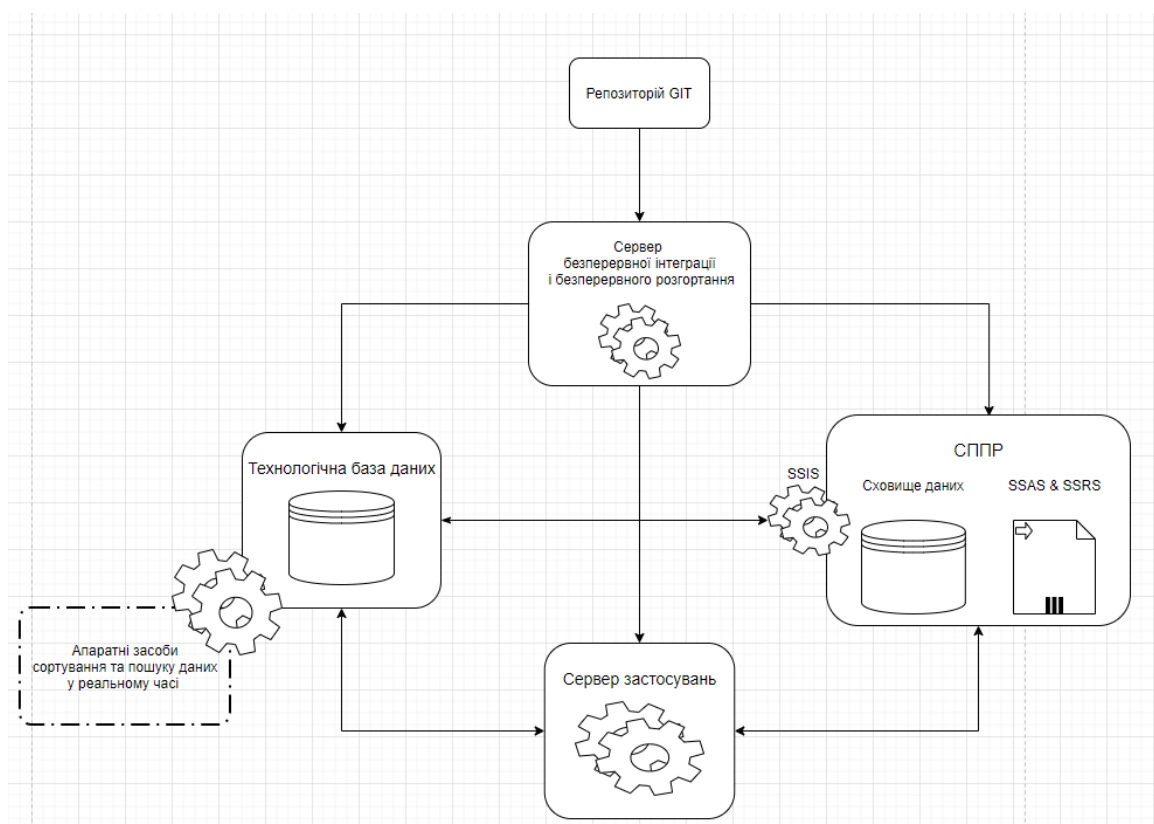 Репозиторій GIT
Сервер
безперервної інтеграції
і безперервного розгортання
Технологічна база даних
СППР
SSIS
Сховище даних
SSAS & SSRS
Апаратні засоби
сортування та пошуку даних
у реальному часі
Сервер застосувань